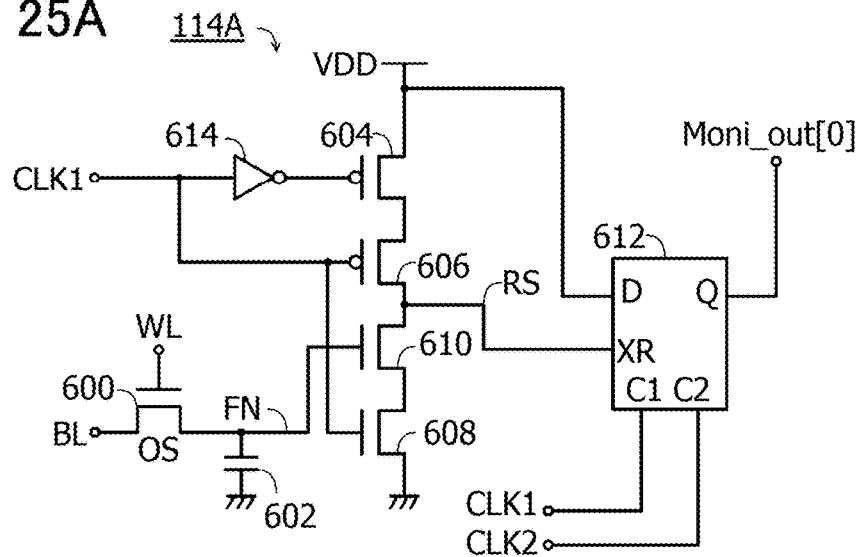 25A
114A
VDD
614
604
Moni_out[0]
CLK1
612
606
RS
D
Q
WL
XR
610
C1 C2
600
FN
BL
OS
608
602
CLK1
CLK2